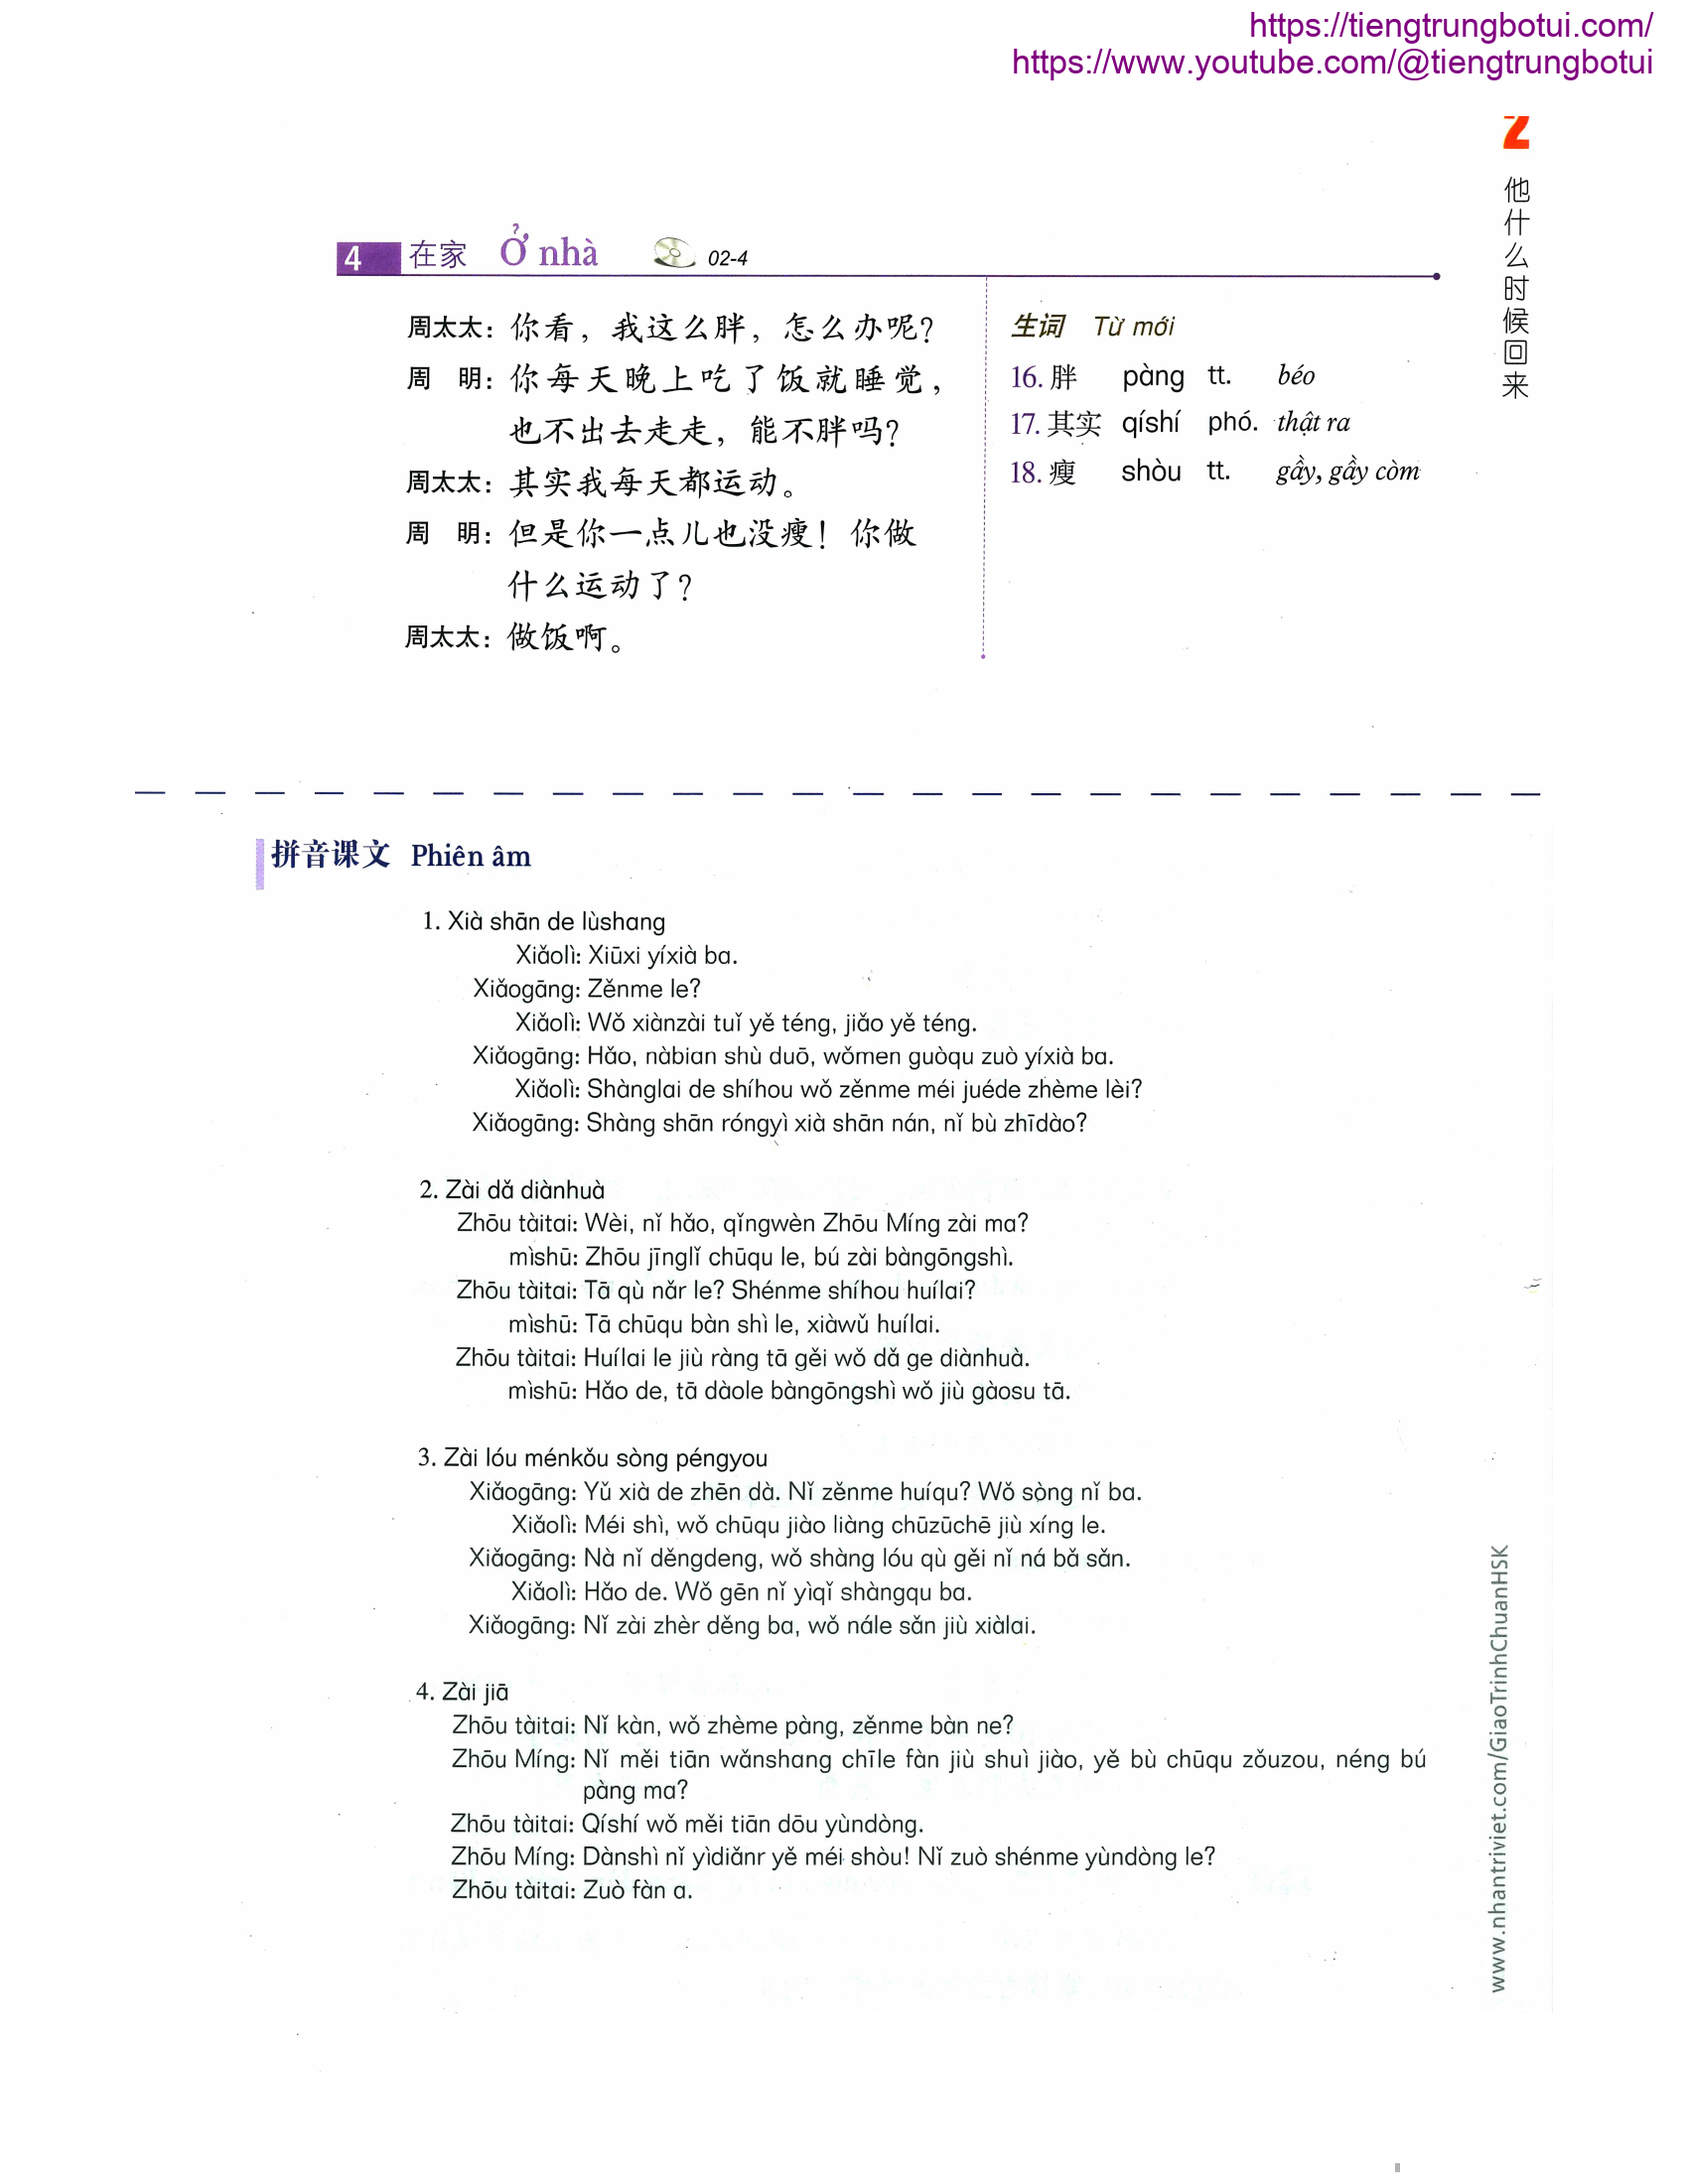 https://tiengtrungbotui.com/
https://www.youtube.com/@tiengtrungbotui
2
他什么时候回来
4 在家 Ở nhà 02-4
周太太：你看，我这么胖，怎么办呢？
周 明：你每天晚上吃了饭就睡觉，
也不出去走走，能不胖吗？
周太太：其实我每天都运动。
周 明：但是你一点儿也没瘦！你做
什么运动了？
周太太：做饭啊。
生词 Từ mới
16. 胖 pàng tt. béo
17. 其实 qíshí phó. thật ra
18. 瘦 shòu tt. gầy, gầy còm
拼音课文 Phiên âm
1. Xià shān de lùshang
Xiǎolì: Xiūxi yíxià ba.
Xiǎogāng: Zěnme le?
Xiǎolì: Wǒ xiànzài tuǐ yě téng, jiǎo yě téng.
Xiǎogāng: Hǎo, nàbian shù duō, wǒmen guòqu zuò yíxià ba.
Xiǎolì: Shànglai de shíhou wǒ zěnme méi juéde zhème lèi?
Xiǎogāng: Shàng shān róngyì xià shān nán, nǐ bù zhīdào?
2. Zài dǎ diànhuà
Zhōu tàitai: Wèi, nǐ hǎo, qǐngwèn Zhōu Míng zài ma?
mìshū: Zhōu jīnglǐ chūqu le, bú zài bàngōngshì.
Zhōu tàitai: Tā qù nǎr le? Shénme shíhou huílai?
mìshū: Tā chūqu bàn shì le, xiàwǔ huílai.
Zhōu tàitai: Huílai le jiù ràng tā gěi wǒ dǎ ge diànhuà.
mìshū: Hǎo de, tā dàole bàngōngshì wǒ jiù gàosu tā.
3. Zài lóu ménkǒu sòng péngyou
Xiǎogāng: Yǔ xià de zhēn dà. Nǐ zěnme huíqu? Wǒ sòng nǐ ba.
Xiǎolì: Méi shì, wǒ chūqu jiào liàng chūzūchē jiù xíng le.
Xiǎogāng: Nà nǐ děngdeng, wǒ shàng lóu qù gěi nǐ ná bǎ sǎn.
Xiǎolì: Hǎo de. Wǒ gēn nǐ yìqǐ shàngqu ba.
Xiǎogāng: Nǐ zài zhèr děng ba, wǒ nále sǎn jiù xiàlai.
4. Zài jiā
Zhōu tàitai: Nǐ kàn, wǒ zhème pàng, zěnme bàn ne?
Zhōu Míng: Nǐ měi tiān wǎnshang chīle fàn jiù shuì jiào, yě bù chūqu zǒuzou, néng bú
pàng ma?
Zhōu tàitai: Qíshí wǒ měi tiān dōu yùndòng.
Zhōu Míng: Dànshì nǐ yìdiǎnr yě méi shòu! Nǐ zuò shénme yùndòng le?
Zhōu tàitai: Zuò fàn a.
www.nhantriviet.com/GiaoTrinhChuanHSK